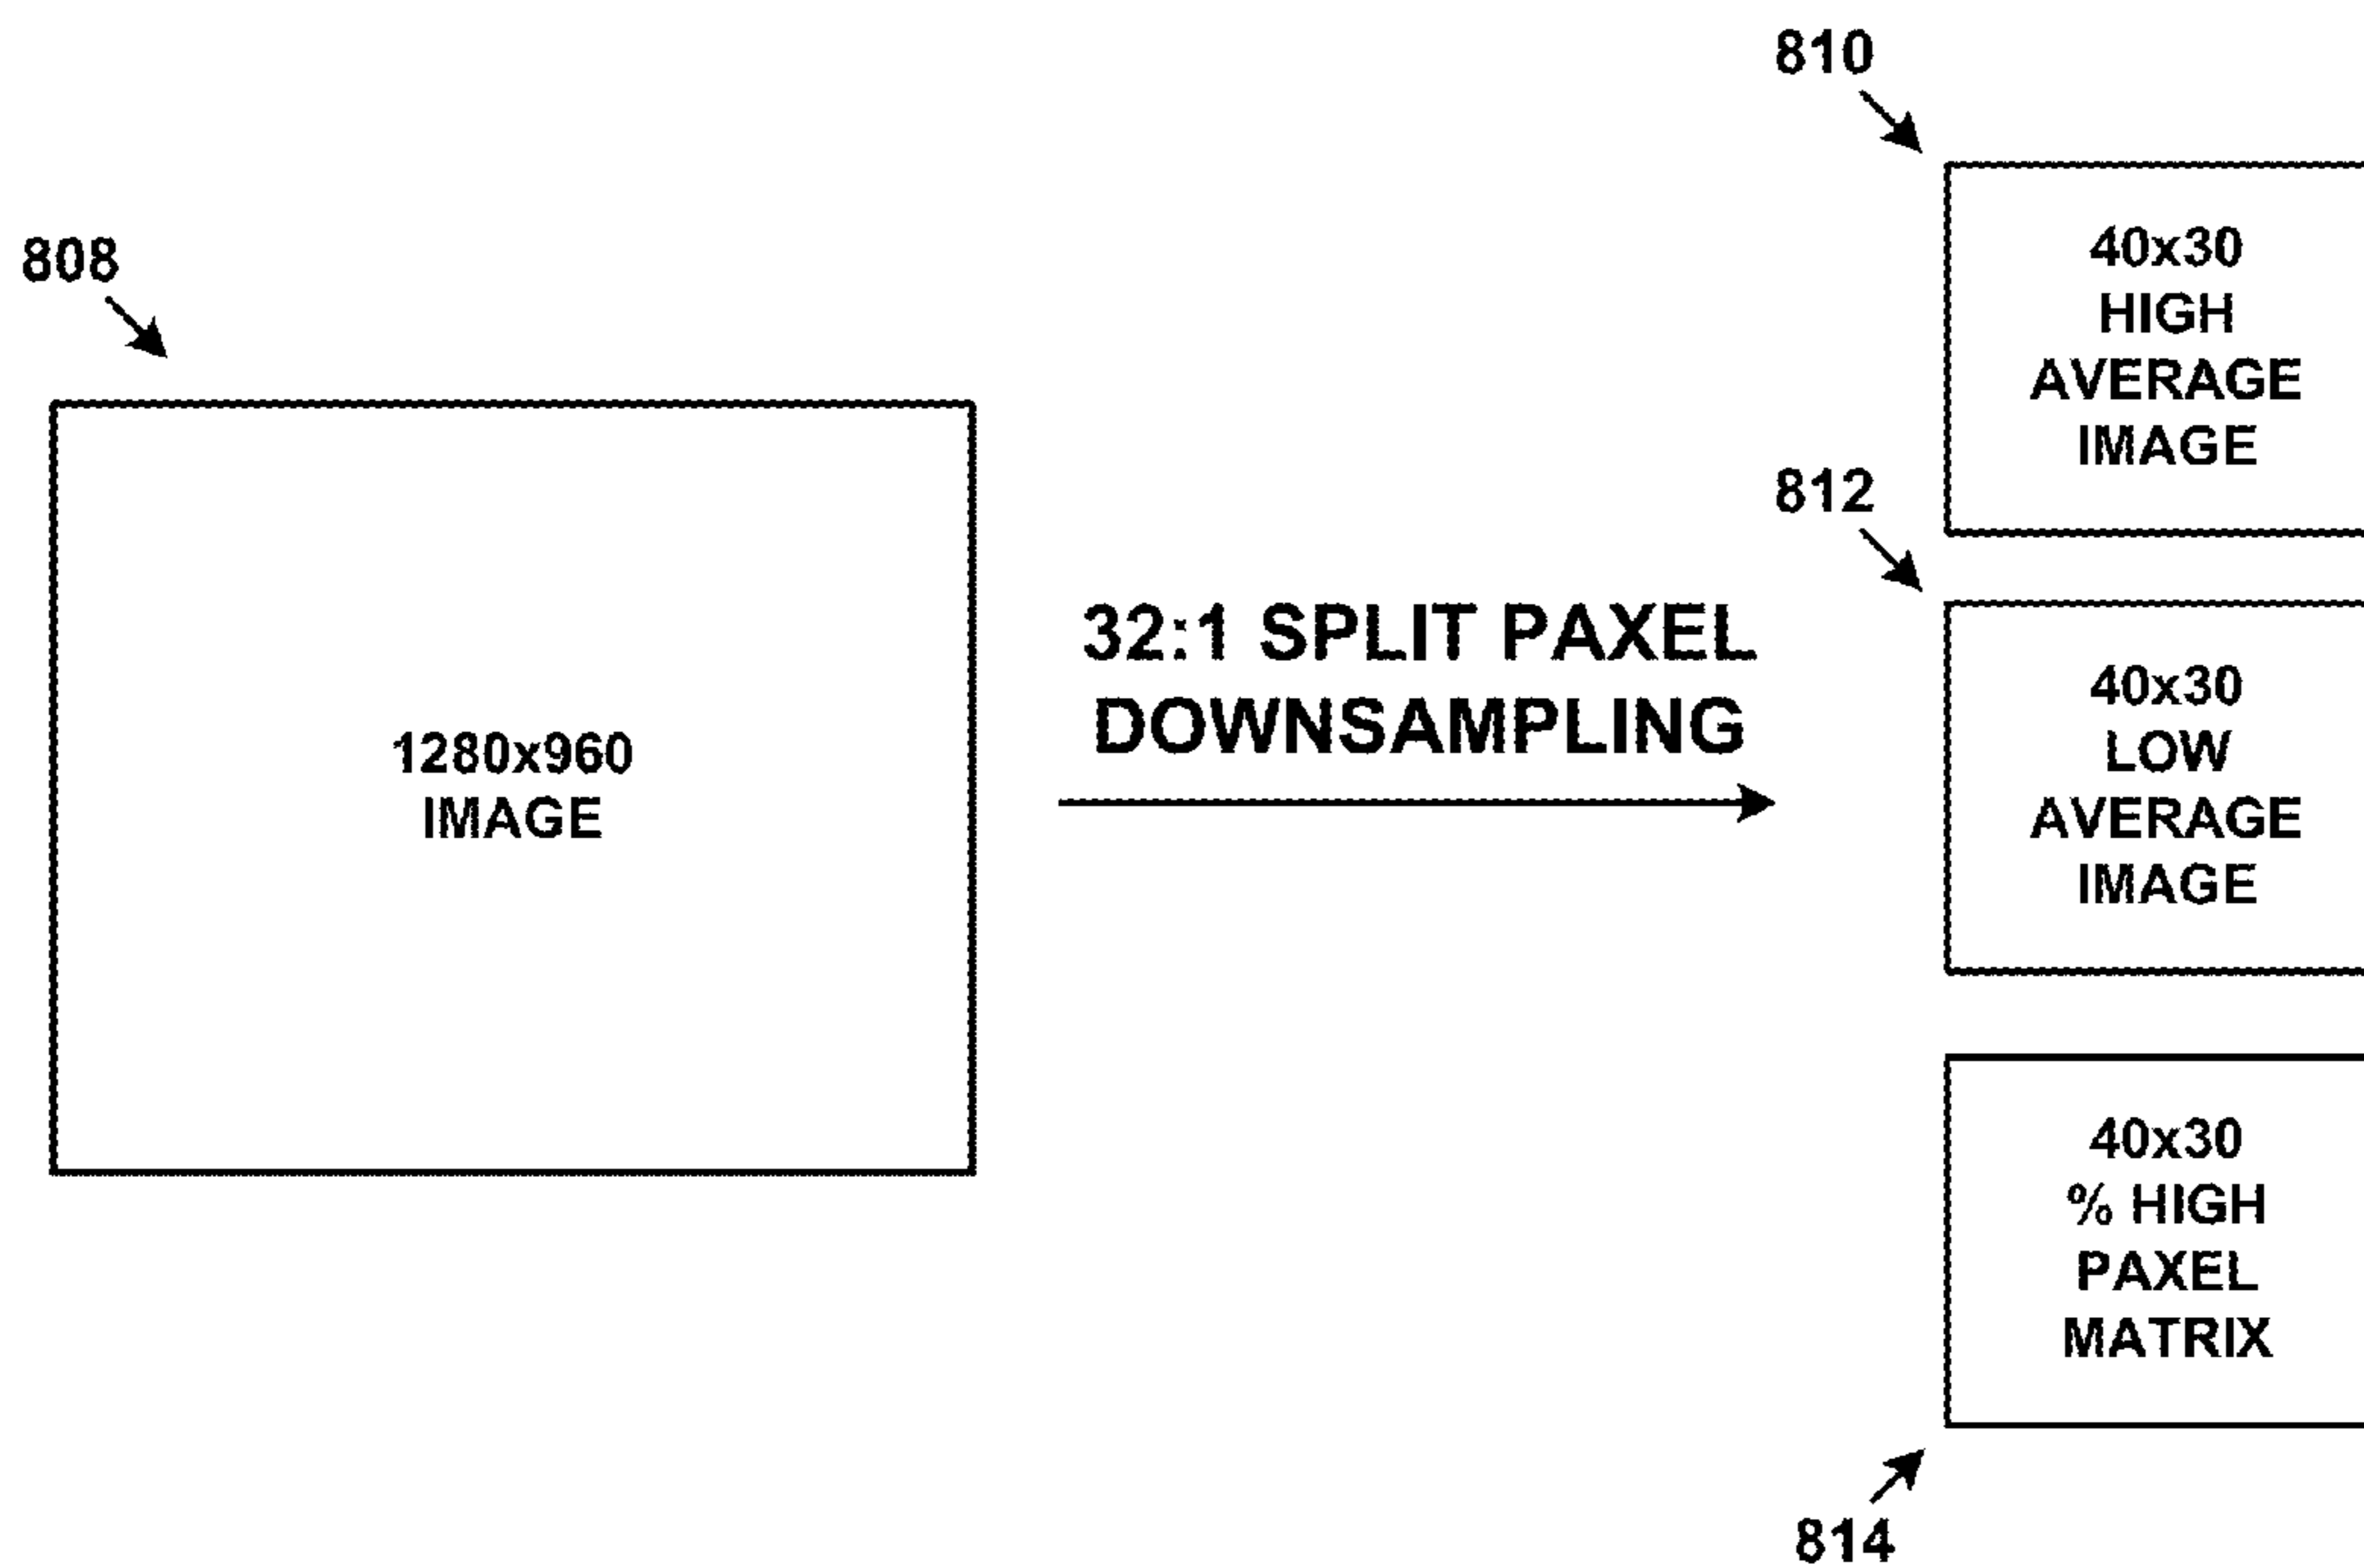 808
1280x960
IMAGE
32:1 SPLIT PAXEL
DOWNSAMPLING
810
40x30
HIGH
AVERAGE
IMAGE
812
40x30
LOW
AVERAGE
IMAGE
40x30
% HIGH
PAXEL
MATRIX
814